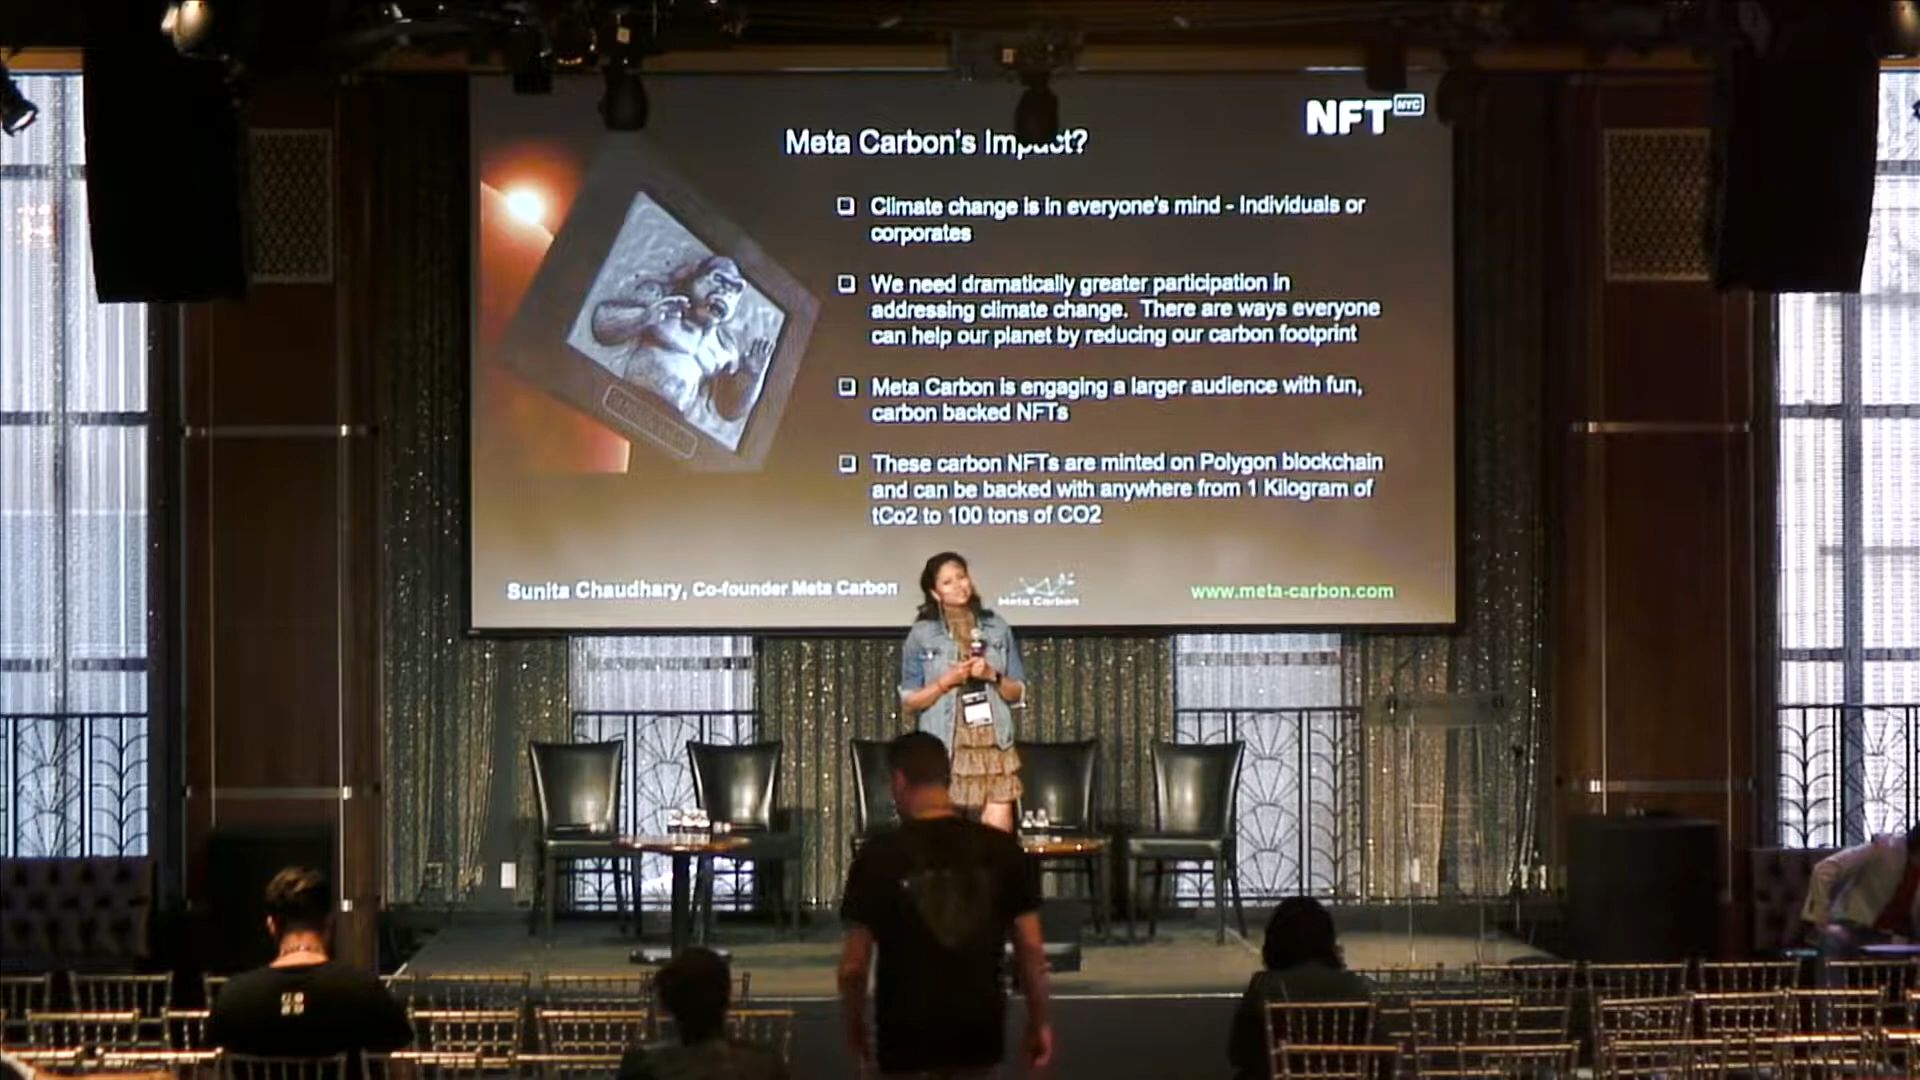 NFT NYC
Meta Carbon's Impact?
Climate change is in everyone's mind - Individuals or
corporates
We need dramatically greater participation in
addressing climate change. There are ways everyone
can help our planet by reducing our carbon footprint
Meta Carbon is engaging a larger audience with fun,
carbon backed NFTs
These carbon NFTs are minted on Polygon blockchain
and can be backed with anywhere from 1 Kilogram of
tCo2 to 100 tons of CO2
Sunita Chaudhary, Co-founder Meta Carbon
Meta Carbon
www.meta-carbon.com